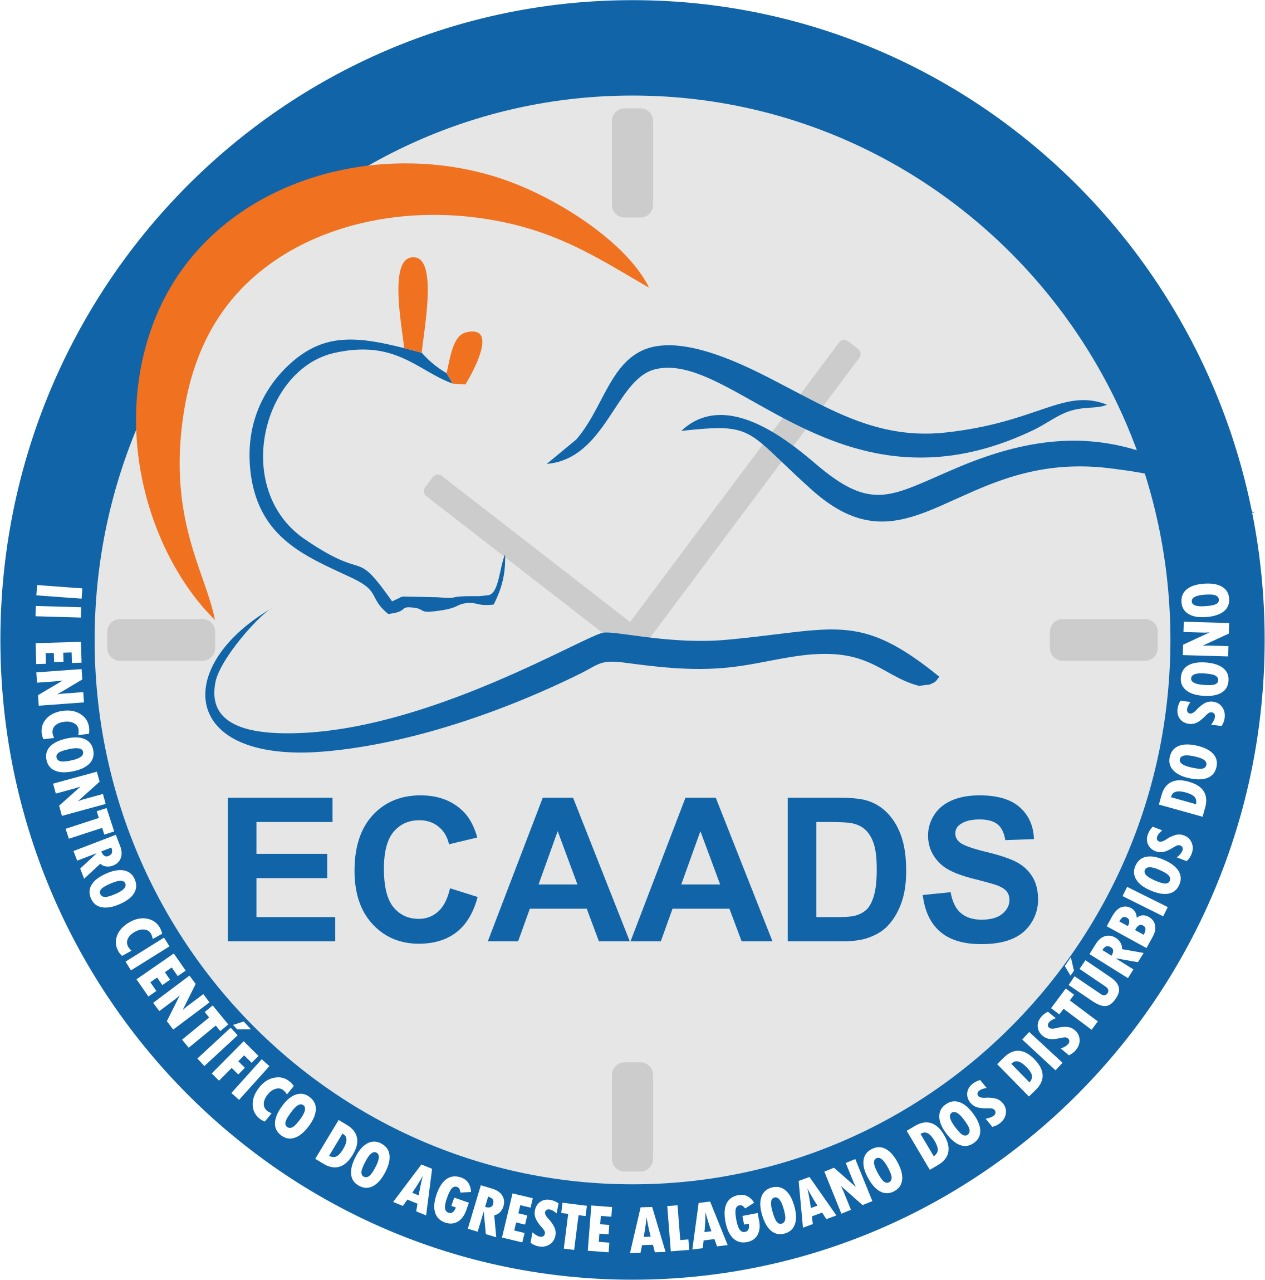 ECAADS
II ENCONTRO CIENTÍFICO DO AGRESTE ALAGOANO DOS DISTÚRBIOS DO SONO